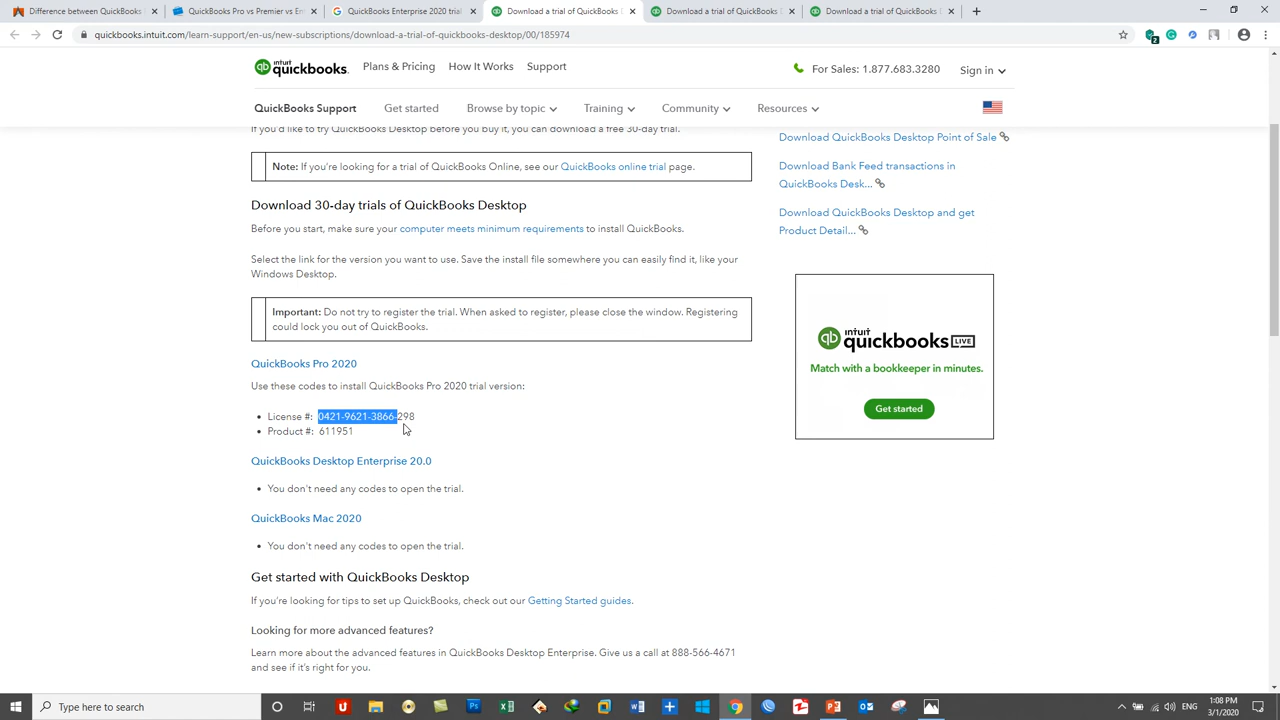 Difference between QuickBooks
QuickBooks Pro vs Premier vs En
QuickBooks Enterprise 2020 trial
Download a trial of QuickBooks D
Download a trial of QuickBooks D
Download a trial of QuickBooks D
quickbooks.intuit.com/learn-support/en-us/new-subscriptions/download-a-trial-of-quickbooks-desktop/00/185974
2
intuit quickbooks.
Plans & Pricing
How It Works
Support
For Sales: 1.877.683.3280
Sign in
QuickBooks Support
Get started
Browse by topic
Training
Community
Resources
If you'd like to try QuickBooks Desktop before you buy it, you can download a free 30-day trial.
Note: If you're looking for a trial of QuickBooks Online, see our QuickBooks online trial page.
Download 30-day trials of QuickBooks Desktop
Before you start, make sure your computer meets minimum requirements to install QuickBooks.
Select the link for the version you want to use. Save the install file somewhere you can easily find it, like your
Windows Desktop.
Important: Do not try to register the trial. When asked to register, please close the window. Registering
could lock you out of QuickBooks.
QuickBooks Pro 2020
Use these codes to install QuickBooks Pro 2020 trial version:
• License #: 0421-9621-3866-298
• Product #: 611951
QuickBooks Desktop Enterprise 20.0
• You don't need any codes to open the trial.
QuickBooks Mac 2020
• You don't need any codes to open the trial.
Get started with QuickBooks Desktop
If you're looking for tips to set up QuickBooks, check out our Getting Started guides.
Looking for more advanced features?
Learn more about the advanced features in QuickBooks Desktop Enterprise. Give us a call at 888-566-4671
and see if it's right for you.
Download QuickBooks Desktop Point of Sale
Download Bank Feed transactions in
QuickBooks Desk...
Download QuickBooks Desktop and get
Product Detail...
intuit
quickbooks LIVE
Match with a bookkeeper in minutes.
Get started
Type here to search
1:08 PM
3/1/2020